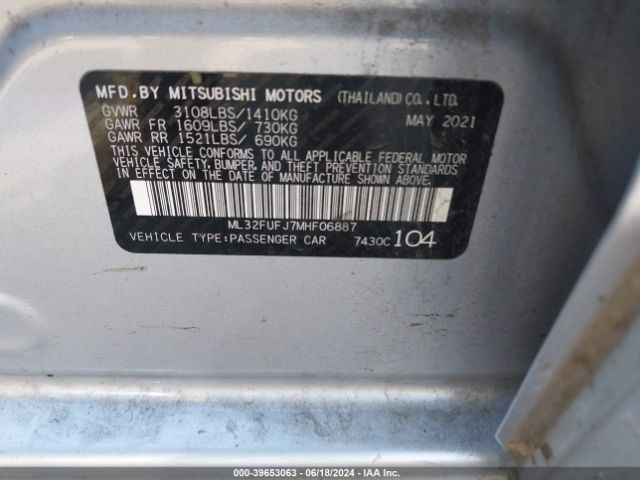 MFD.BY MITSUBISHI MOTORS (THAILAND) CO.,LTD.
GVWR 3108LBS/1410KG MAY 2021
GAWR FR 1609LBS/ 730KG
GAWR RR 1521LBS/ 690KG
THIS VEHICLE CONFORMS TO ALL APPLICABLE FEDERAL MOTOR
VEHICLE SAFETY, BUMPER, AND THEFT PREVENTION STANDARDS
IN EFFECT ON THE DATE OF MANUFACTURE SHOWN ABOVE.
ML32FUFJ7MHF06887
VEHICLE TYPE:PASSENGER CAR 7430C 104
000-39653063 - 06/18/2024 - IAA Inc.